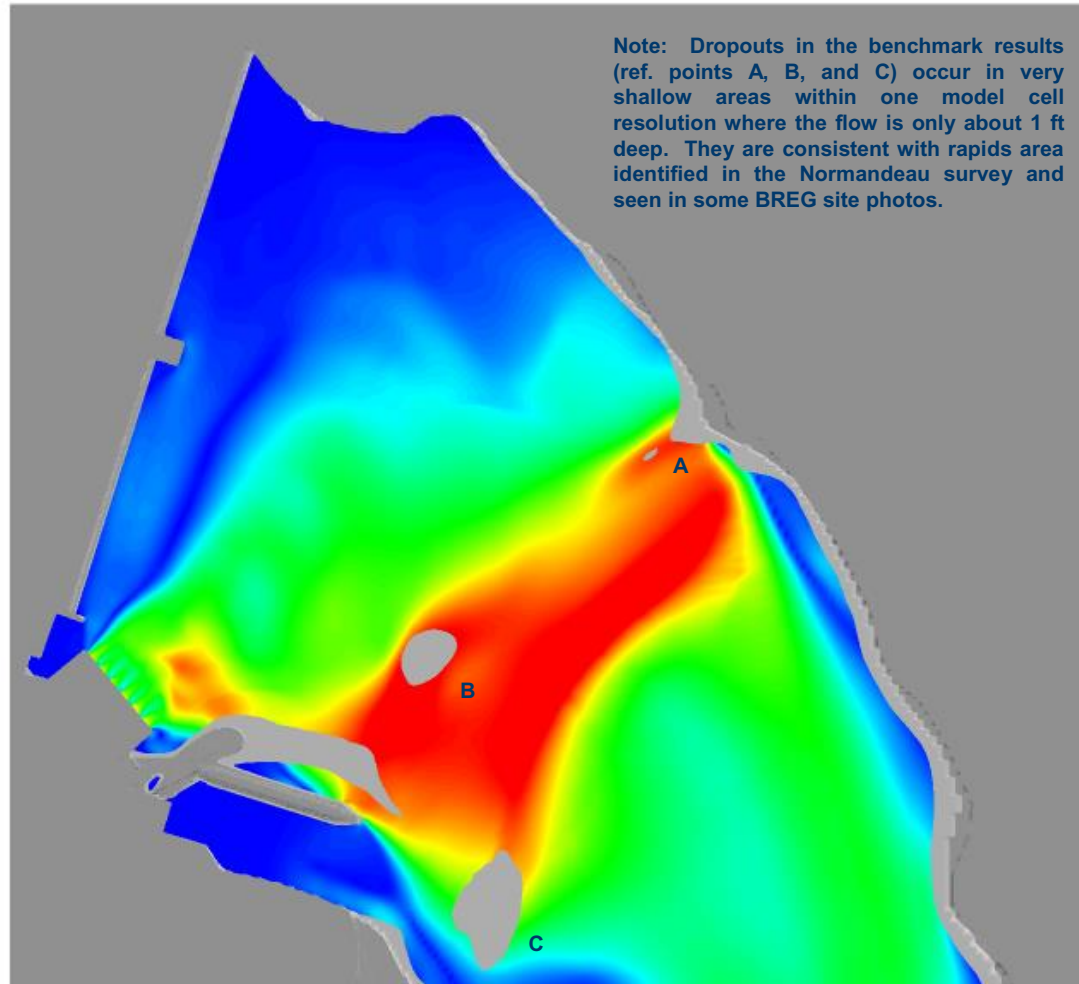 Note: Dropouts in the benchmark results
(ref. points A, B, and C) occur in very
shallow areas within one model cell
resolution where the flow is only about 1 ft
deep. They are consistent with rapids area
identified in the Normandeau survey and
seen in some BREG site photos.
A
B
C